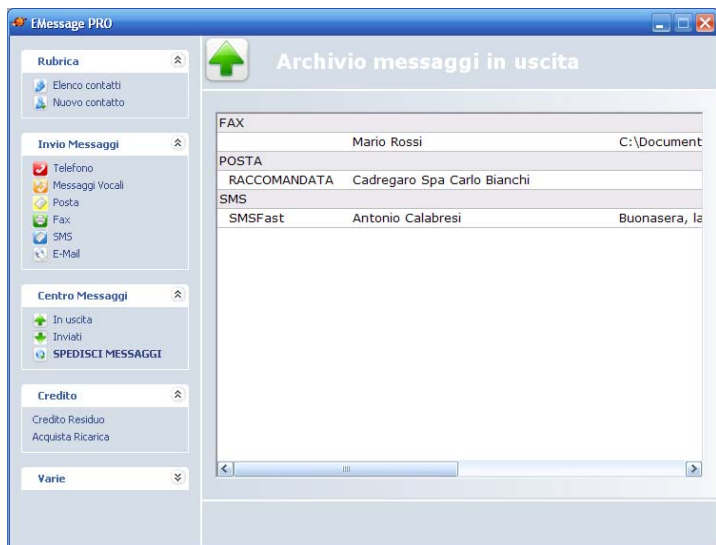 EMessage PRO
Rubrica
Elenco contatti
Nuovo contatto
Invio Messaggi
Telefono
Messaggi Vocali
Posta
Fax
SMS
E-Mail
Centro Messaggi
In uscita
Inviati
SPEDISCI MESSAGGI
Credito
Credito Residuo
Acquista Ricarica
Varie
Archivio messaggi in uscita
FAX
Mario Rossi C:\Document
POSTA
RACCOMANDATA Cadregaro Spa Carlo Bianchi
SMS
SMSFast Antonio Calabresi Buonasera, la